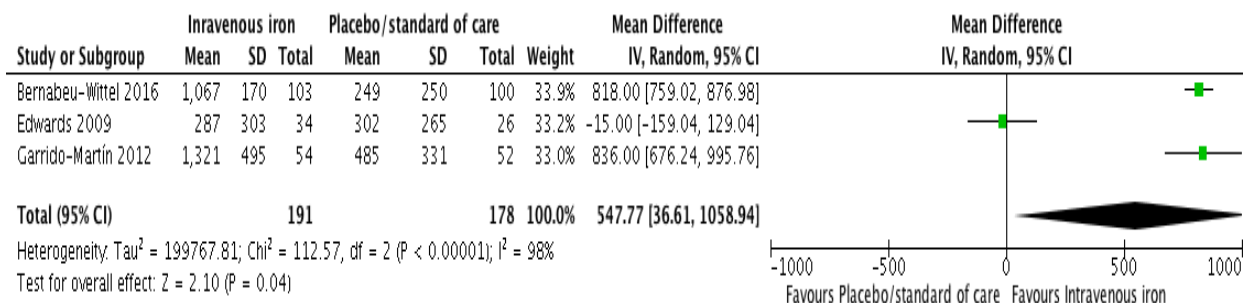 Inravenous iron Placebo/standard of care Mean Difference Mean Difference
Study or Subgroup Mean SD Total Mean SD Total Weight IV, Random, 95% CI IV, Random, 95% CI
Bernabeu-Wittel 2016 1,067 170 103 249 250 100 33.9% 818.00 [759.02, 876.98]
Edwards 2009 287 303 34 302 265 26 33.2% -15.00 [-159.04, 129.04]
Garrido-Martín 2012 1,321 495 54 485 331 52 33.0% 836.00 [676.24, 995.76]
Total (95% CI) 191 178 100.0% 547.77 [36.61, 1058.94]
Heterogeneity: Tau² = 199767.81; Chi² = 112.57, df = 2 (P < 0.00001); I² = 98%
Test for overall effect: Z = 2.10 (P = 0.04)
-1000 -500 0 500 1000
Favours Placebo/standard of care Favours Intravenous iron